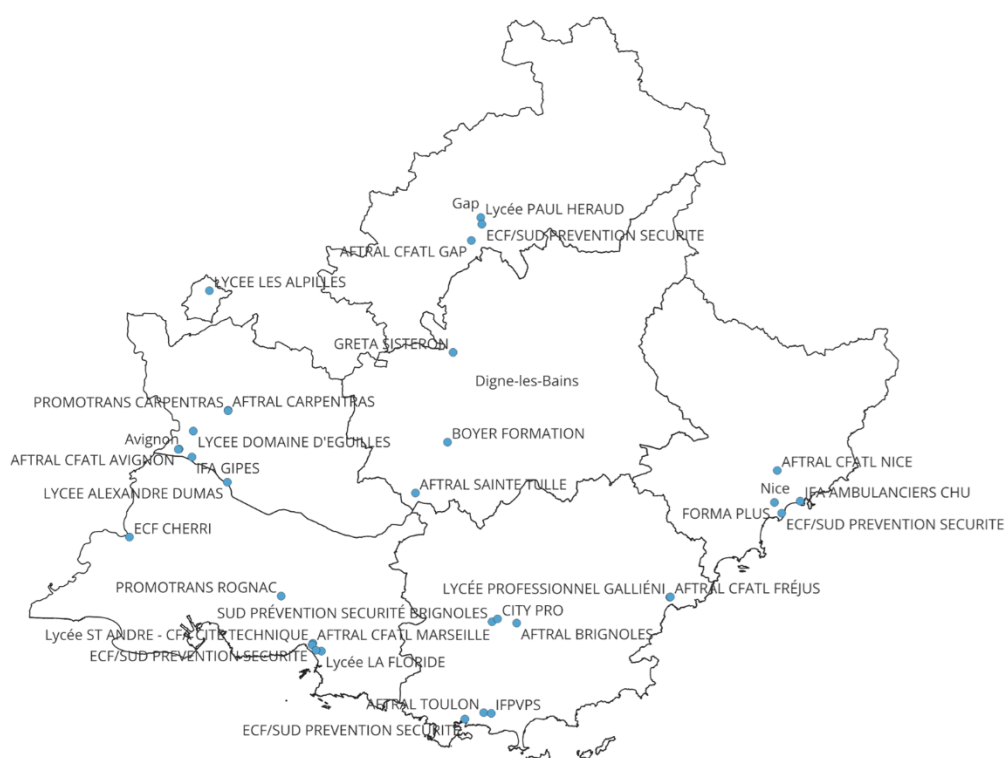 Gap
Lycée PAUL HERAUD
ECF/SUD PREVENTION SECURITE
AFTRAL CFATL GAP
LYCEE LES ALPILLES
GRETA SISTERON
Digne-les-Bains
PROMOTRANS CARPENTRAS
AFTRAL CARPENTRAS
Avignon
LYCEE DOMAINE D'EGUILLES
BOYER FORMATION
AFTRAL CFATL AVIGNON
IFA GIPES
AFTRAL CFATL NICE
LYCEE ALEXANDRE DUMAS
AFTRAL SAINTE TULLE
Nice
IFA AMBULANCIERS CHU
FORMA PLUS
ECF/SUD PREVENTION SECURITE
ECF CHERRI
PROMOTRANS ROGNAC
LYCÉE PROFESSIONNEL GALLIÉNI
AFTRAL CFATL FRÉJUS
SUD PRÉVENTION SECURITÉ BRIGNOLES
CITY PRO
AFTRAL BRIGNOLES
Lycée ST ANDRE - CFA CITE TECHNIQUE
AFTRAL CFATL MARSEILLE
ECF/SUD PREVENTION SECURITE
Lycée LA FLORIDE
AFTRAL TOULON
IFPVPS
ECF/SUD PREVENTION SECURITE